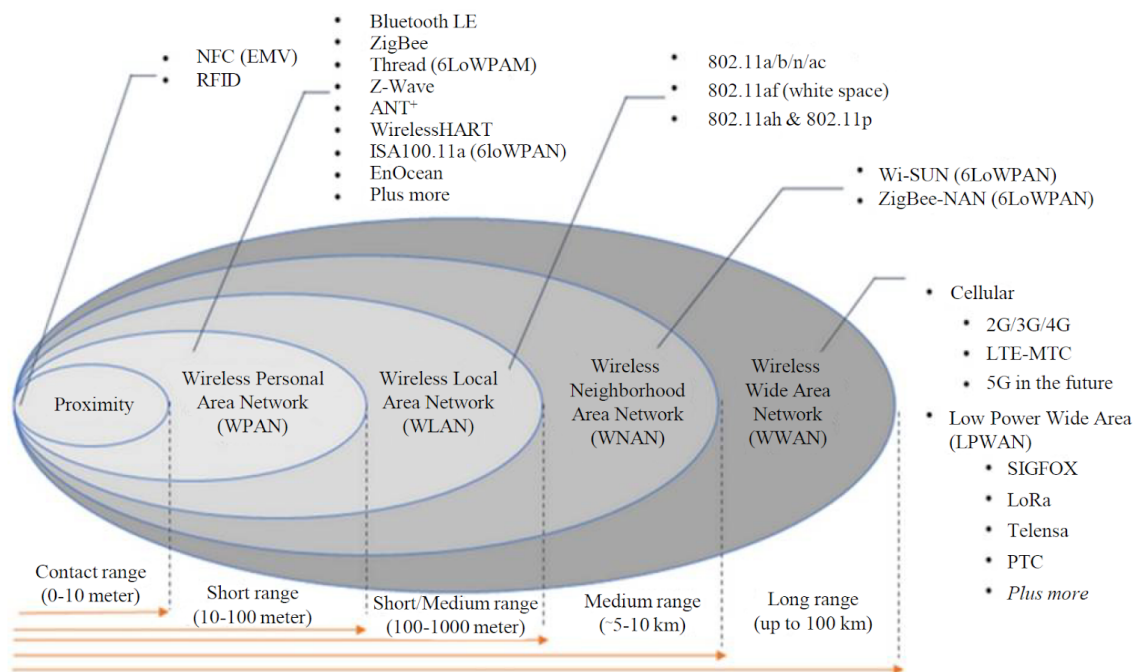 • NFC (EMV)
• RFID
• Bluetooth LE
• ZigBee
• Thread (6LoWPAM)
• Z-Wave
• ANT⁺
• WirelessHART
• ISA100.11a (6loWPAN)
• EnOcean
• Plus more
• 802.11a/b/n/ac
• 802.11af (white space)
• 802.11ah & 802.11p
• Wi-SUN (6LoWPAN)
• ZigBee-NAN (6LoWPAN)
• Cellular
• 2G/3G/4G
• LTE-MTC
• 5G in the future
• Low Power Wide Area
(LPWAN)
• SIGFOX
• LoRa
• Telensa
• PTC
• Plus more
Proximity
Wireless Personal
Area Network
(WPAN)
Wireless Local
Area Network
(WLAN)
Wireless
Neighborhood
Area Network
(WNAN)
Wireless
Wide Area
Network
(WWAN)
Contact range
(0-10 meter)
Short range
(10-100 meter)
Short/Medium range
(100-1000 meter)
Medium range
(~5-10 km)
Long range
(up to 100 km)